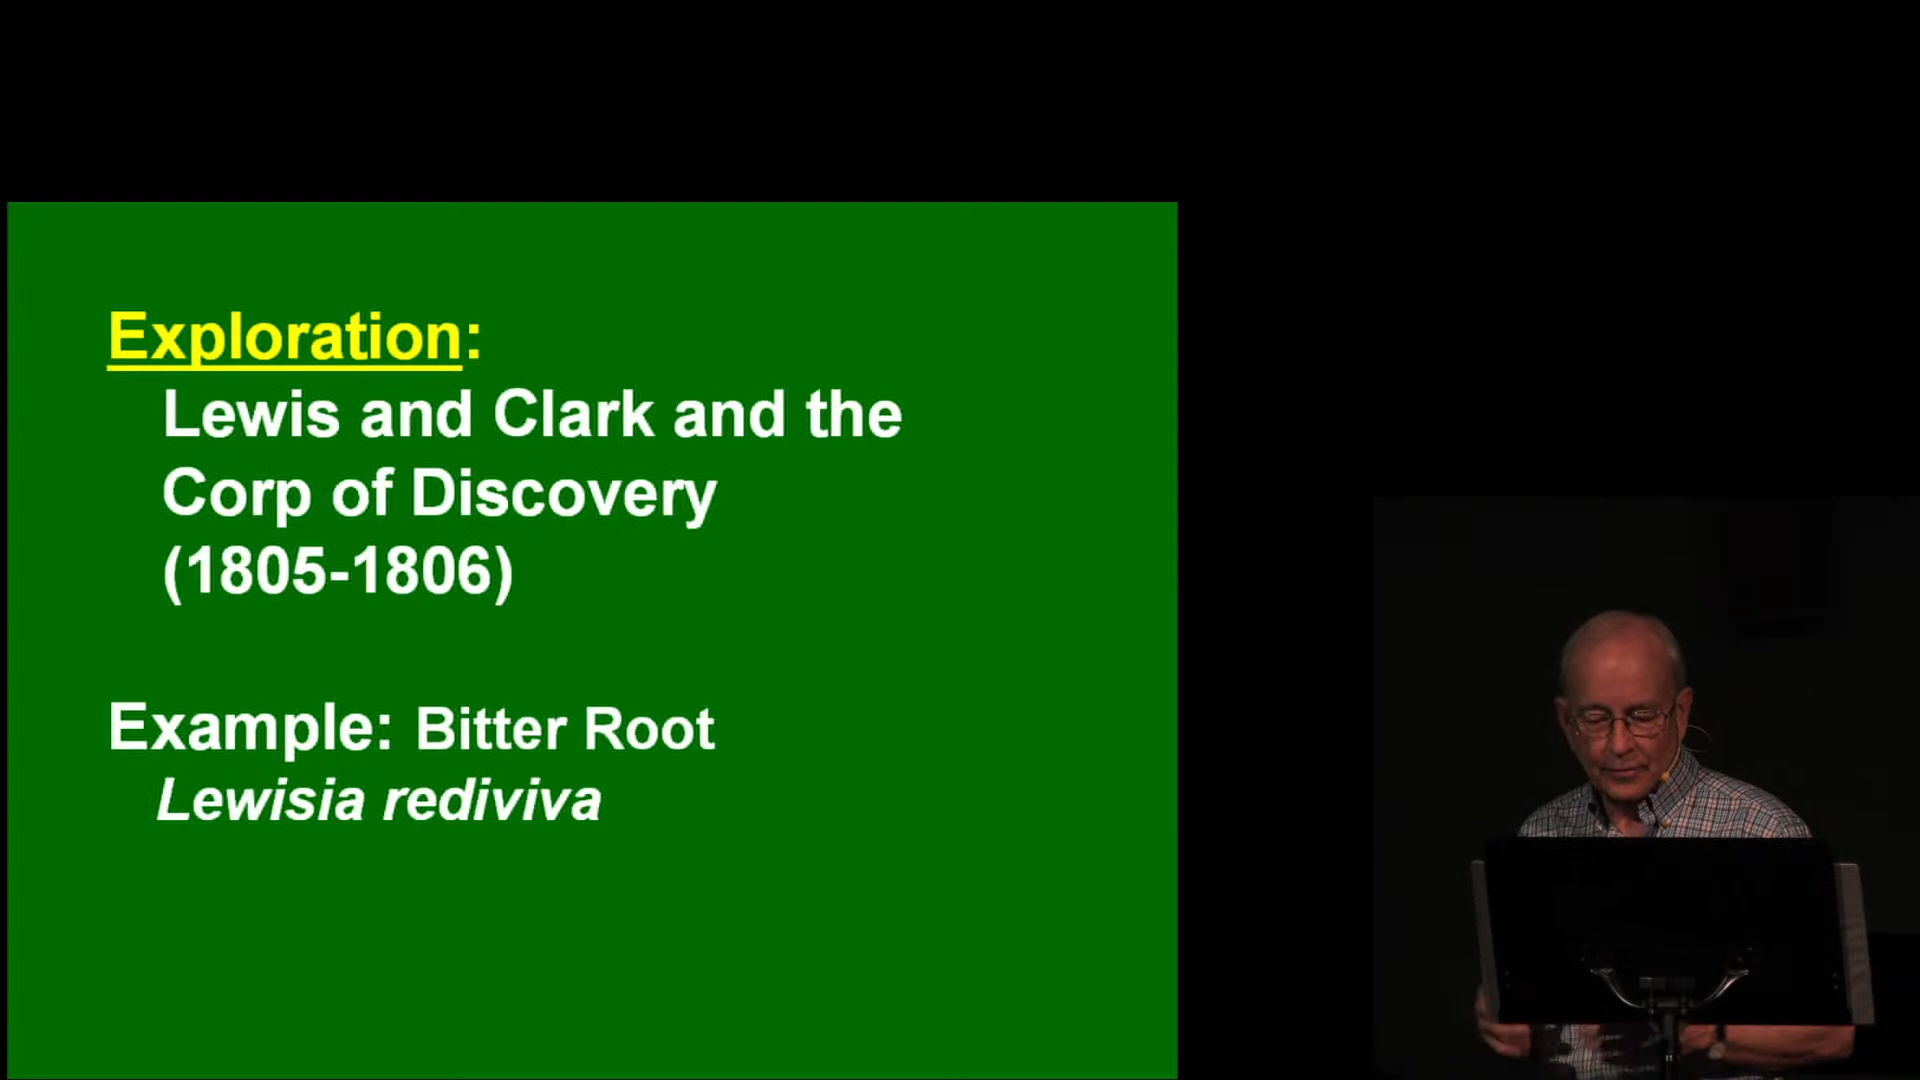 Exploration:
Lewis and Clark and the
Corp of Discovery
(1805-1806)
Example: Bitter Root
Lewisia rediviva